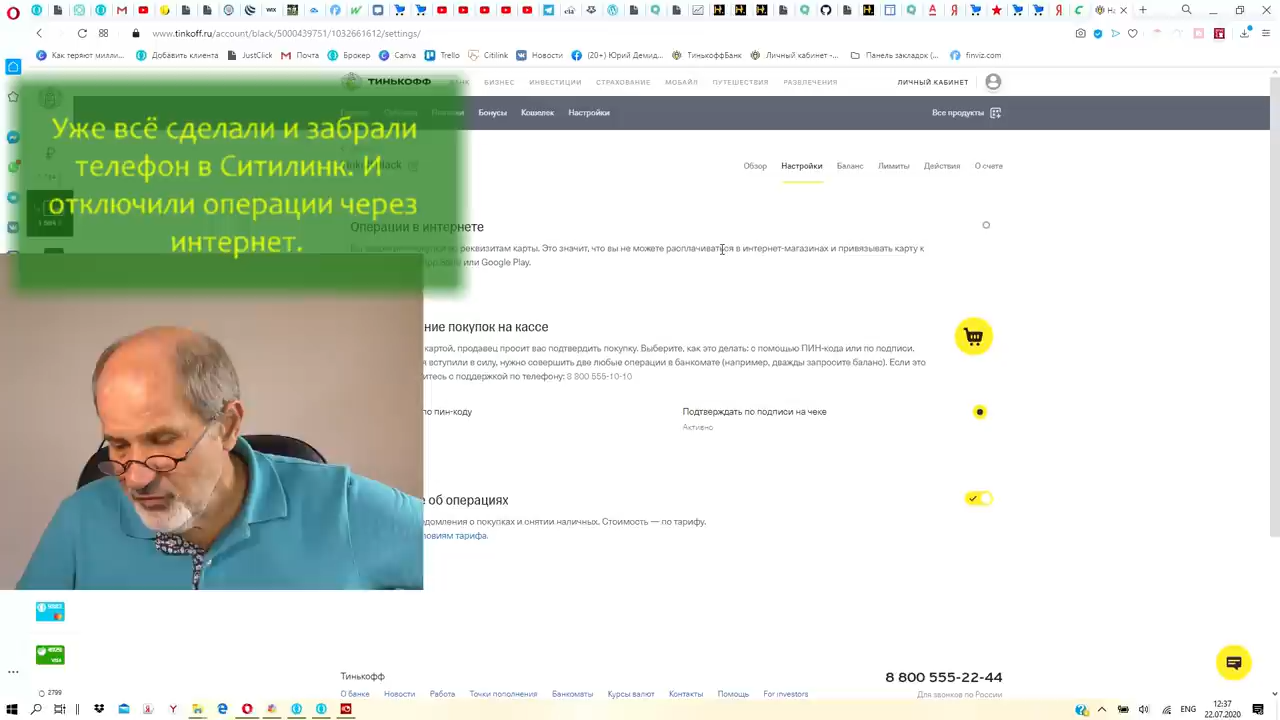 www.tinkoff.ru/account/black/5000439751/1032661612/settings/
Как теряют милли...
Добавить клиента
JustClick
Почта
Брокер
Canva
Trello
Citilink
Новости
(20+) Юрий Демид...
ТинькоффБанк
Личный кабинет -...
Панель закладок (...
finviz.com
ТИНЬКОФФ
БИЗНЕС
ИНВЕСТИЦИИ
СТРАХОВАНИЕ
МОБАЙЛ
ПУТЕШЕСТВИЯ
РАЗВЛЕЧЕНИЯ
ЛИЧНЫЙ КАБИНЕТ
Бонусы
Кошелек
Настройки
Все продукты
Уже всё сделали и забрали
телефон в Ситилинк. И
отключили операции через
интернет.
Обзор
Настройки
Баланс
Лимиты
Действия
О счете
Операции в интернете
реквизитам карты. Это значит, что вы не можете расплачиваться в интернет-магазинах и привязывать карту к
или Google Play.
ние покупок на кассе
картой, продавец просит вас подтвердить покупку. Выберите, как это делать: с помощью ПИН-кода или по подписи.
я вступили в силу, нужно совершить две любые операции в банкомате (например, дважды запросите баланс). Если это
итесь с поддержкой по телефону: 8 800 555-10-10
по пин-коду
Подтверждать по подписи на чеке
Активно
е об операциях
едомления о покупках и снятии наличных. Стоимость — по тарифу.
ловиям тарифа.
Тинькофф
8 800 555-22-44
О банке
Новости
Работа
Точки пополнения
Банкоматы
Курсы валют
Контакты
Помощь
For investors
Для звонков по России
2799
ENG
12:37
22.07.2020